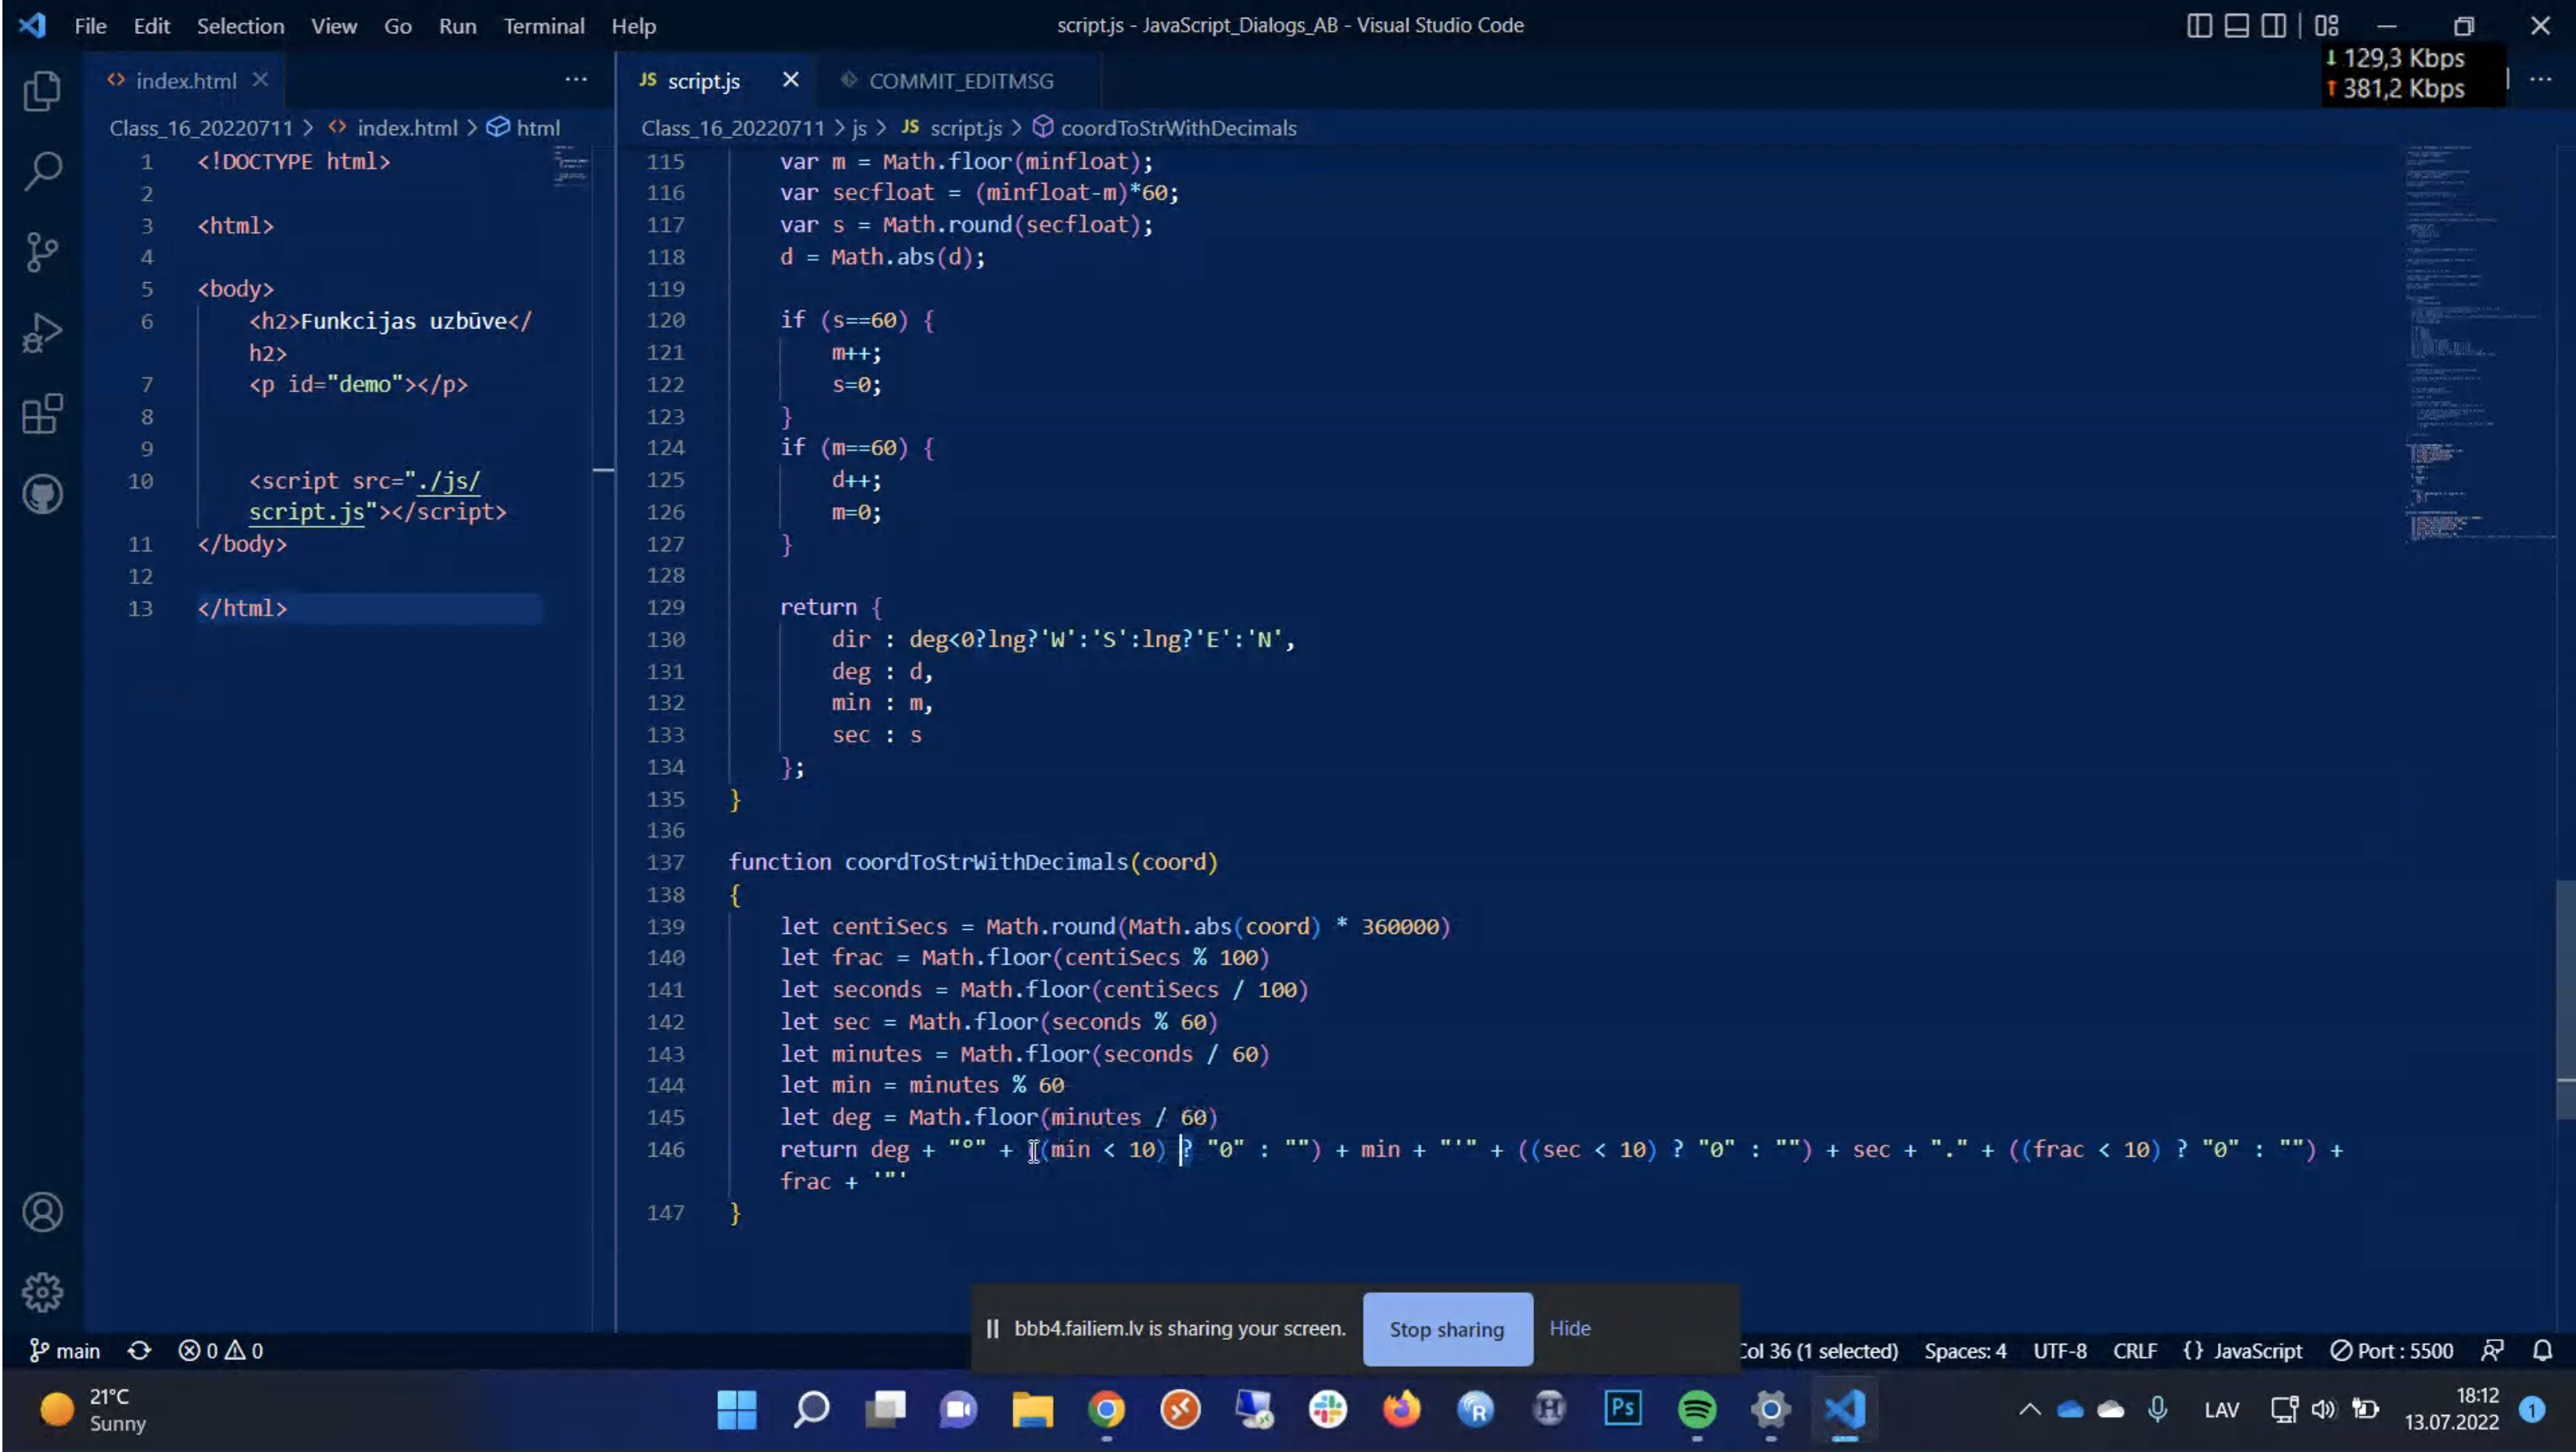 File Edit Selection View Go Run Terminal Help
script.js - JavaScript_Dialogs_AB - Visual Studio Code
129,3 Kbps
381,2 Kbps
index.html
Class_16_20220711 > index.html > html
1 <!DOCTYPE html>
2
3 <html>
4
5 <body>
6 <h2>Funkcijas uzbūve</
h2>
7 <p id="demo"></p>
8
9
10 <script src="./js/
script.js"></script>
11 </body>
12
13 </html>
JS script.js COMMIT_EDITMSG
Class_16_20220711 > js > JS script.js > coordToStrWithDecimals
115 var m = Math.floor(minfloat);
116 var secfloat = (minfloat-m)*60;
117 var s = Math.round(secfloat);
118 d = Math.abs(d);
119
120 if (s==60) {
121 m++;
122 s=0;
123 }
124 if (m==60) {
125 d++;
126 m=0;
127 }
128
129 return {
130 dir : deg<0?lng?'W':'S':lng?'E':'N',
131 deg : d,
132 min : m,
133 sec : s
134 };
135 }
136
137 function coordToStrWithDecimals(coord)
138 {
139 let centiSecs = Math.round(Math.abs(coord) * 360000)
140 let frac = Math.floor(centiSecs % 100)
141 let seconds = Math.floor(centiSecs / 100)
142 let sec = Math.floor(seconds % 60)
143 let minutes = Math.floor(seconds / 60)
144 let min = minutes % 60
145 let deg = Math.floor(minutes / 60)
146 return deg + "º" + ((min < 10) ? "0" : "") + min + "'" + ((sec < 10) ? "0" : "") + sec + "." + ((frac < 10) ? "0" : "") +
frac + '"'
147 }
bbb4.failiem.lv is sharing your screen. Stop sharing Hide
main 0 0 Col 36 (1 selected) Spaces: 4 UTF-8 CRLF {} JavaScript Port : 5500
21°C
Sunny
Ps
LAV
18:12
13.07.2022
1